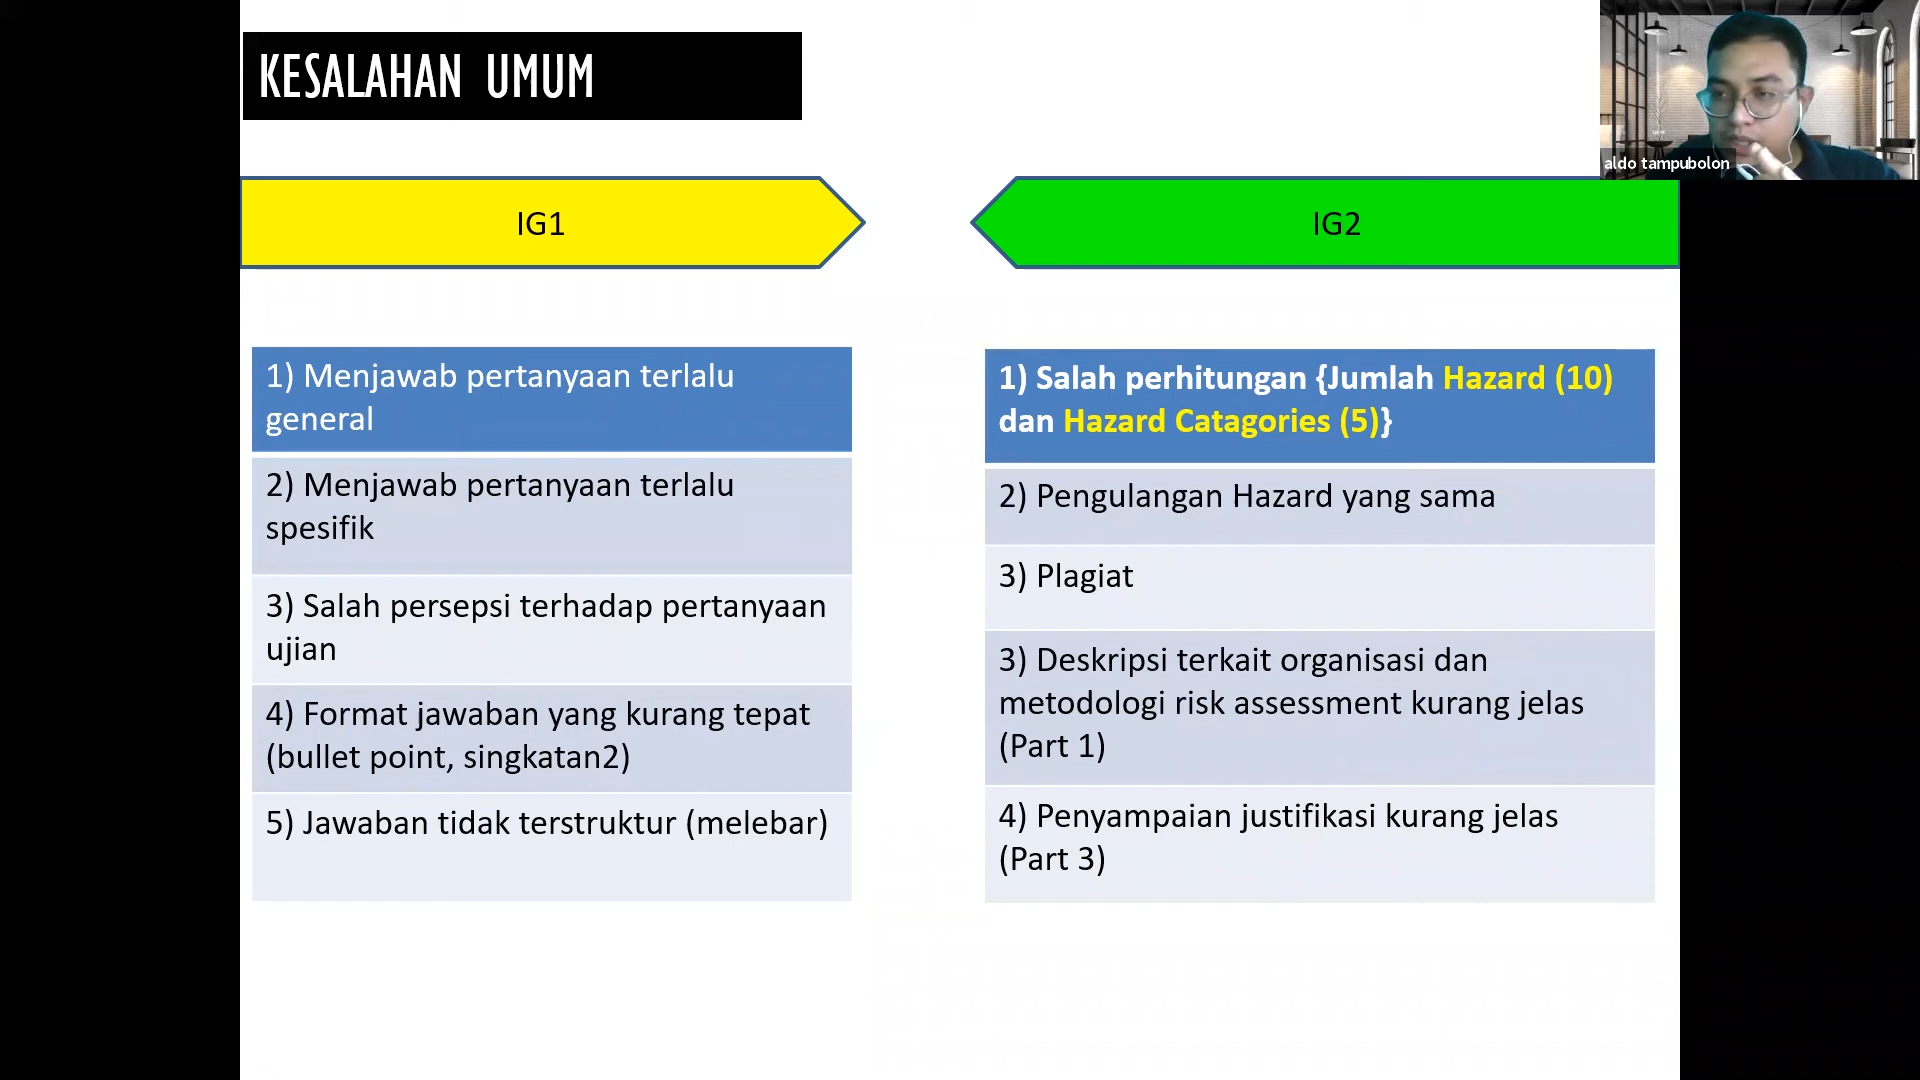 KESALAHAN UMUM
aldo tampubolon
IG1
IG2
1) Menjawab pertanyaan terlalu
general
2) Menjawab pertanyaan terlalu
spesifik
3) Salah persepsi terhadap pertanyaan
ujian
4) Format jawaban yang kurang tepat
(bullet point, singkatan2)
5) Jawaban tidak terstruktur (melebar)
1) Salah perhitungan {Jumlah Hazard (10)
dan Hazard Catagories (5)}
2) Pengulangan Hazard yang sama
3) Plagiat
3) Deskripsi terkait organisasi dan
metodologi risk assessment kurang jelas
(Part 1)
4) Penyampaian justifikasi kurang jelas
(Part 3)